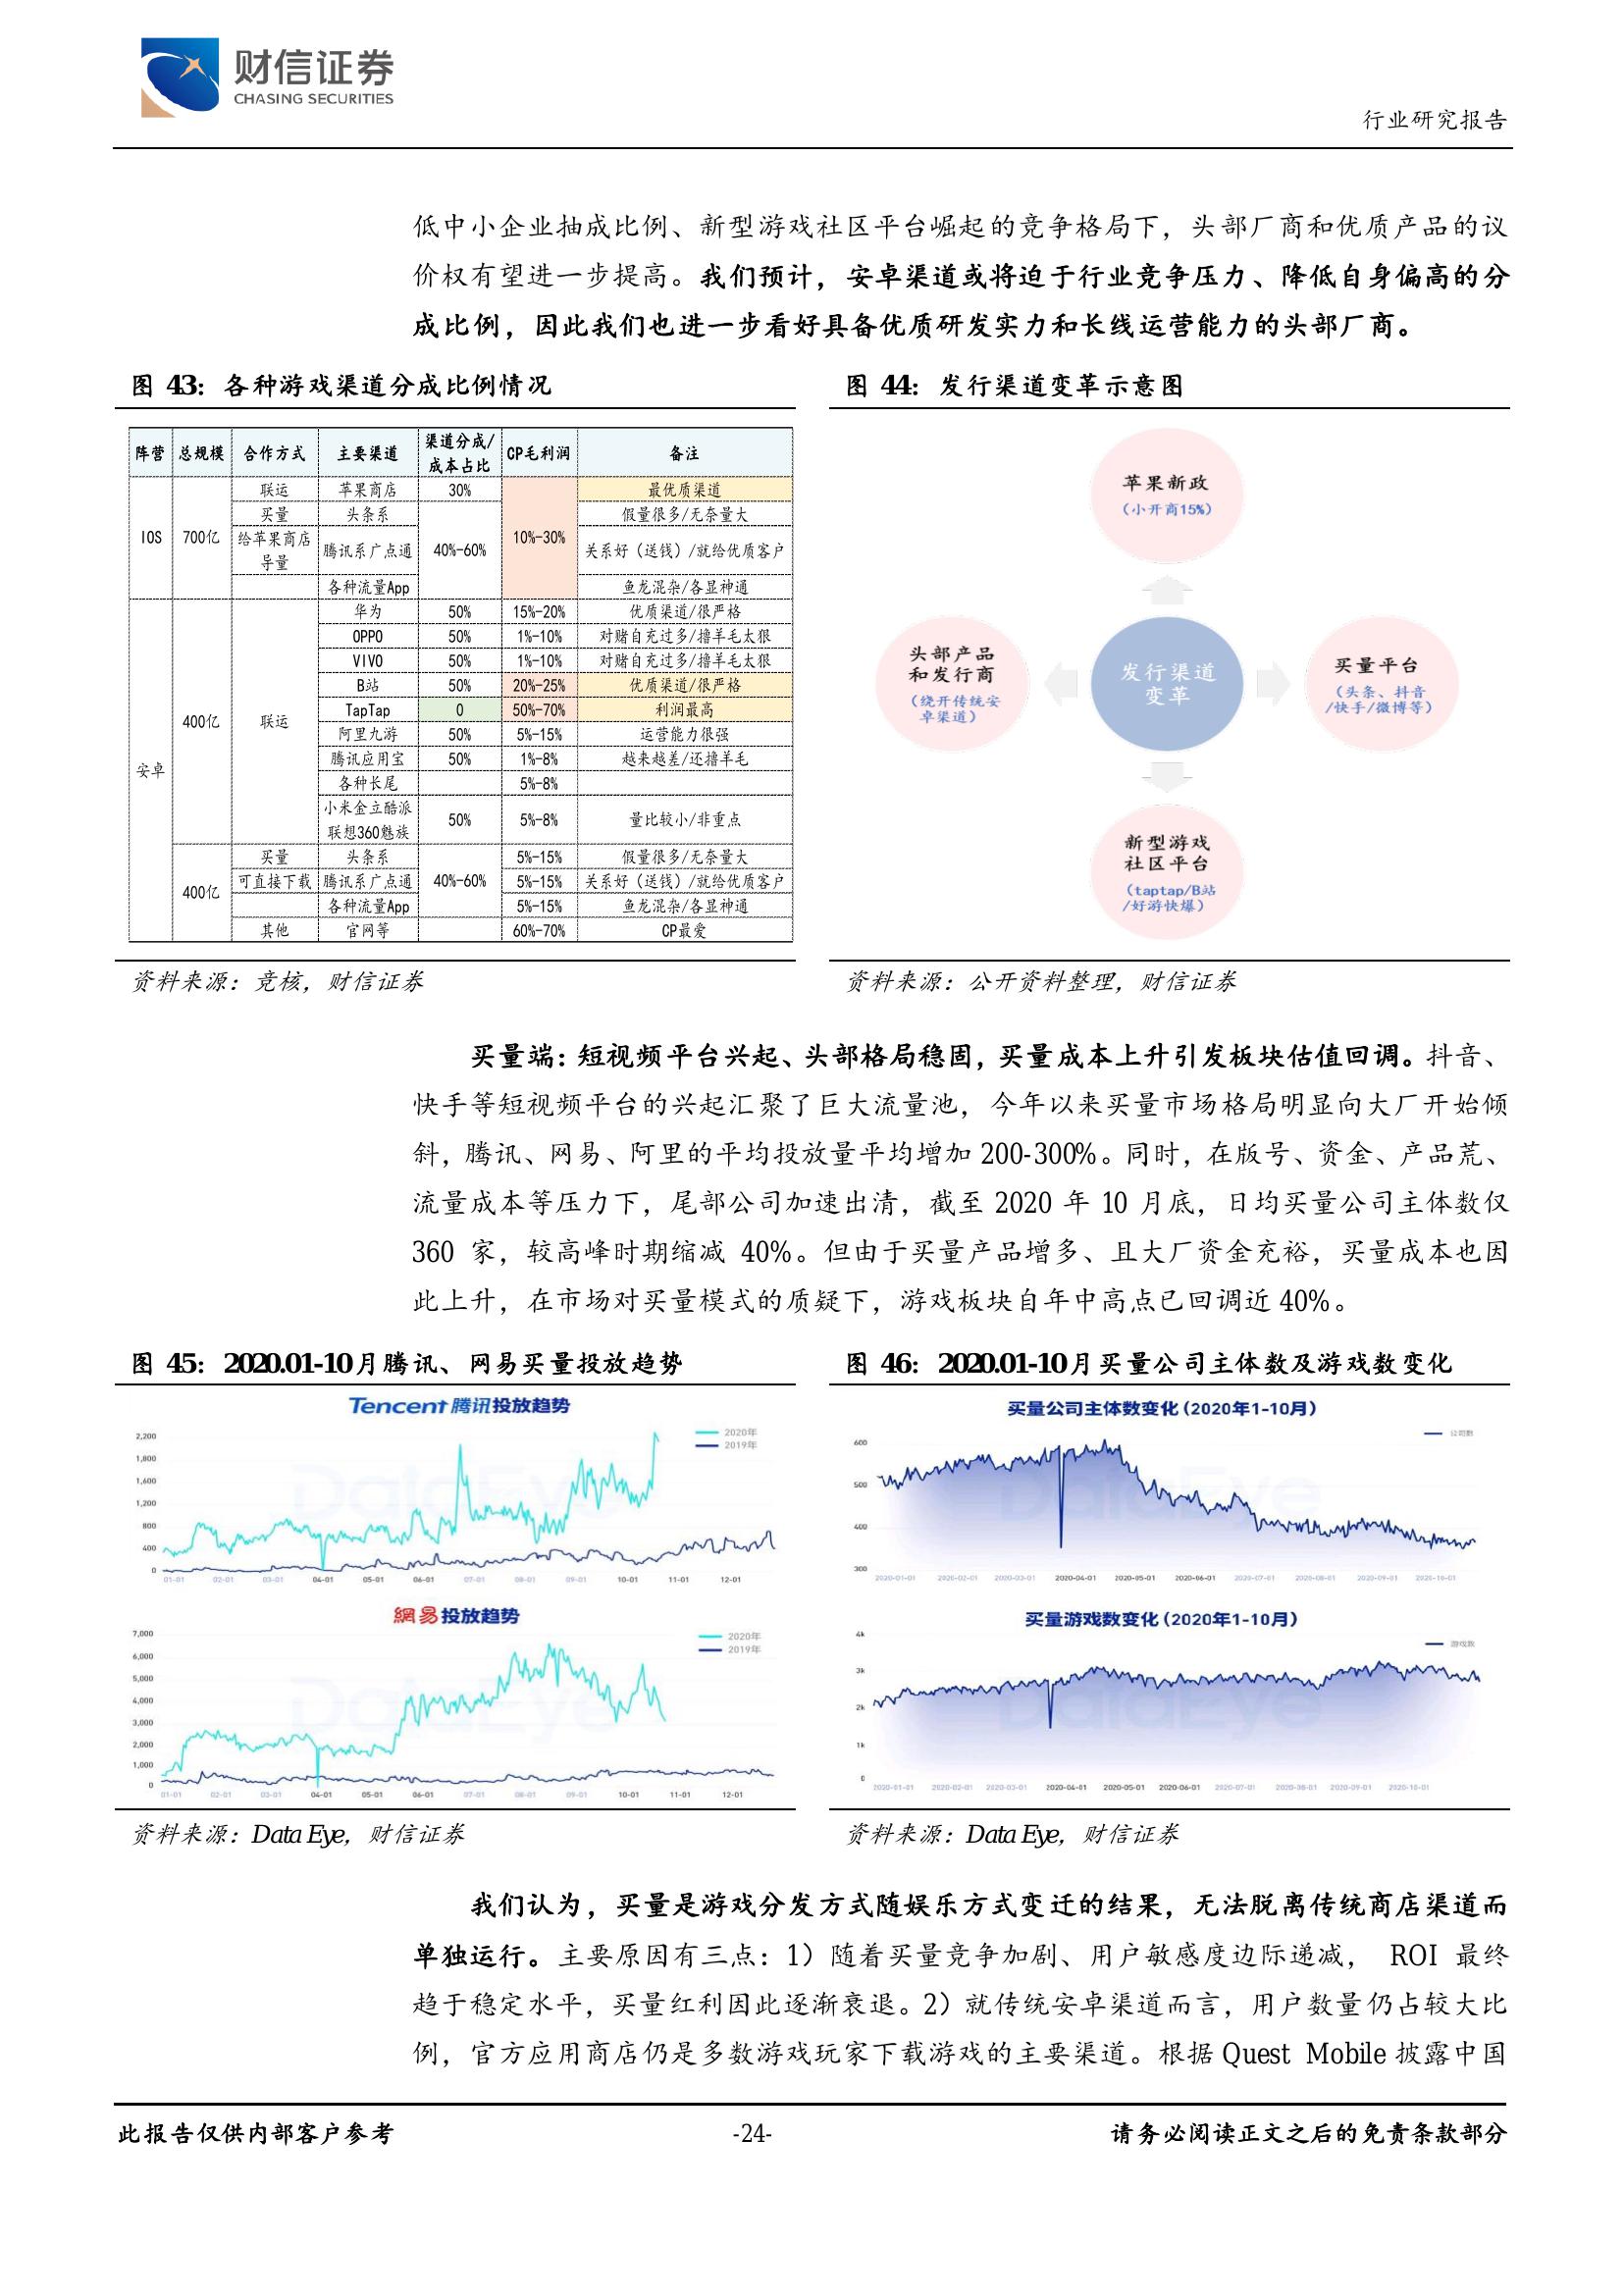 财信证券
CHASING SECURITIES
行业研究报告
低中小企业抽成比例、新型游戏社区平台崛起的竞争格局下，头部厂商和优质产品的议
价权有望进一步提高。我们预计，安卓渠道或将迫于行业竞争压力、降低自身偏高的分
成比例，因此我们也进一步看好具备优质研发实力和长线运营能力的头部厂商。
图 43：各种游戏渠道分成比例情况
阵营 总规模 合作方式 主要渠道 渠道分成/成本占比 CP毛利润 备注
IOS 700亿 联运 苹果商店 30% 10%-30% 最优质渠道
买量 头条系 40%-60% 假量很多/无奈量大
给苹果商店导量 腾讯系广点通 关系好（送钱）/就给优质客户
各种流量App 鱼龙混杂/各显神通
安卓 400亿 联运 华为 50% 15%-20% 优质渠道/很严格
OPPO 50% 1%-10% 对赌自充过多/撸羊毛太狠
VIVO 50% 1%-10% 对赌自充过多/撸羊毛太狠
B站 50% 20%-25% 优质渠道/很严格
TapTap 0 50%-70% 利润最高
阿里九游 50% 5%-15% 运营能力很强
腾讯应用宝 50% 1%-8% 越来越差/还撸羊毛
各种长尾 5%-8%
小米金立酷派联想360魅族 50% 5%-8% 量比较小/非重点
400亿 买量 头条系 40%-60% 5%-15% 假量很多/无奈量大
可直接下载 腾讯系广点通 5%-15% 关系好（送钱）/就给优质客户
各种流量App 5%-15% 鱼龙混杂/各显神通
其他 官网等 60%-70% CP最爱
资料来源：竞核，财信证券
图 44：发行渠道变革示意图
苹果新政
（小开商15%）
头部产品
和发行商
（绕开传统安
卓渠道）
发行渠道
变革
买量平台
（头条、抖音
/快手/微博等）
新型游戏
社区平台
（taptap/B站
/好游快爆）
资料来源：公开资料整理，财信证券
买量端：短视频平台兴起、头部格局稳固，买量成本上升引发板块估值回调。抖音、
快手等短视频平台的兴起汇聚了巨大流量池，今年以来买量市场格局明显向大厂开始倾
斜，腾讯、网易、阿里的平均投放量平均增加 200-300%。同时，在版号、资金、产品荒、
流量成本等压力下，尾部公司加速出清，截至 2020 年 10 月底，日均买量公司主体数仅
360 家，较高峰时期缩减 40%。但由于买量产品增多、且大厂资金充裕，买量成本也因
此上升，在市场对买量模式的质疑下，游戏板块自年中高点已回调近 40%。
图 45：2020.01-10月腾讯、网易买量投放趋势
Tencent 腾讯投放趋势
2020年
2019年
2,200
1,800
1,600
1,200
800
400
0
01-01 02-01 03-01 04-01 05-01 06-01 07-01 08-01 09-01 10-01 11-01 12-01
DataEye
網易投放趋势
2020年
2019年
7,000
6,000
5,000
4,000
3,000
2,000
1,000
0
01-01 02-01 03-01 04-01 05-01 06-01 07-01 08-01 09-01 10-01 11-01 12-01
DataEye
资料来源：Data Eye，财信证券
图 46：2020.01-10月买量公司主体数及游戏数变化
买量公司主体数变化（2020年1-10月）
公司数
600
500
400
300
2020-01-01 2020-02-01 2020-03-01 2020-04-01 2020-05-01 2020-06-01 2020-07-01 2020-08-01 2020-09-01 2020-10-01
DataEye
买量游戏数变化（2020年1-10月）
游戏数
4k
3k
2k
1k
0
2020-01-01 2020-02-01 2020-03-01 2020-04-01 2020-05-01 2020-06-01 2020-07-01 2020-08-01 2020-09-01 2020-10-01
DataEye
资料来源：Data Eye，财信证券
我们认为，买量是游戏分发方式随娱乐方式变迁的结果，无法脱离传统商店渠道而
单独运行。主要原因有三点：1）随着买量竞争加剧、用户敏感度边际递减， ROI 最终
趋于稳定水平，买量红利因此逐渐衰退。2）就传统安卓渠道而言，用户数量仍占较大比
例，官方应用商店仍是多数游戏玩家下载游戏的主要渠道。根据 Quest Mobile 披露中国
此报告仅供内部客户参考
-24-
请务必阅读正文之后的免责条款部分